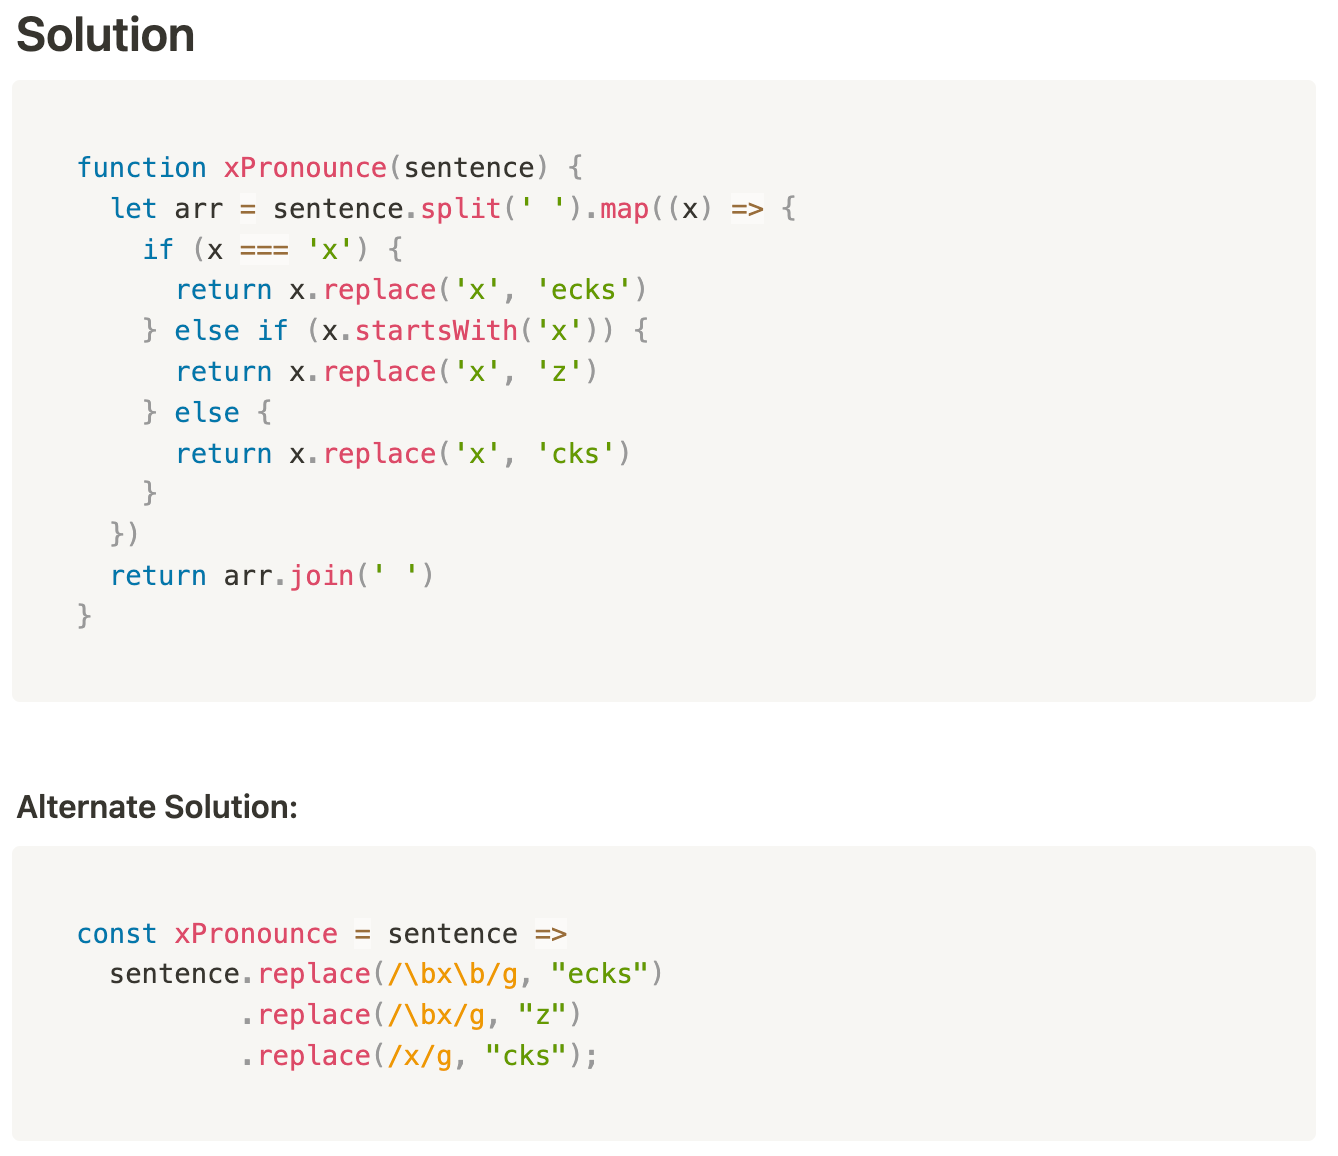 Solution
function xPronounce(sentence) {
  let arr = sentence.split(' ').map((x) => {
    if (x === 'x') {
      return x.replace('x', 'ecks')
    } else if (x.startsWith('x')) {
      return x.replace('x', 'z')
    } else {
      return x.replace('x', 'cks')
    }
  })
  return arr.join(' ')
}
Alternate Solution:
const xPronounce = sentence =>
  sentence.replace(/\bx\b/g, "ecks")
          .replace(/\bx/g, "z")
          .replace(/x/g, "cks");